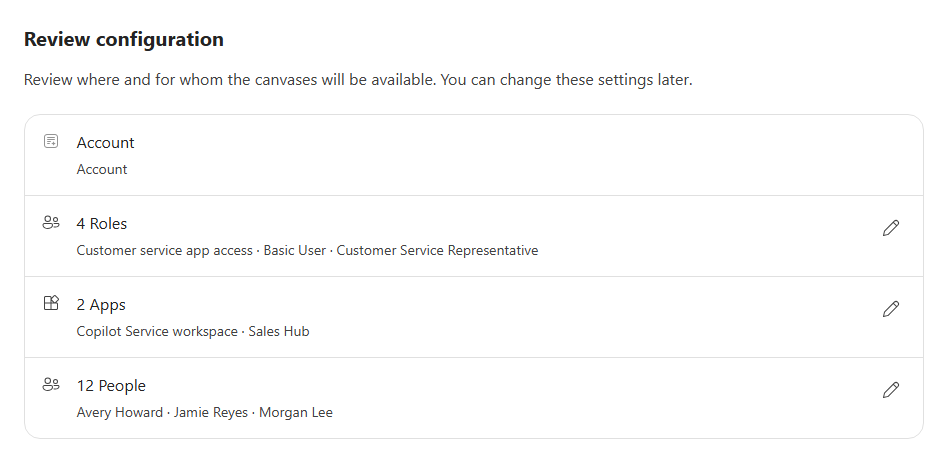 Review configuration
Review where and for whom the canvases will be available. You can change these settings later.
Account
Account
4 Roles
Customer service app access · Basic User · Customer Service Representative
2 Apps
Copilot Service workspace · Sales Hub
12 People
Avery Howard · Jamie Reyes · Morgan Lee